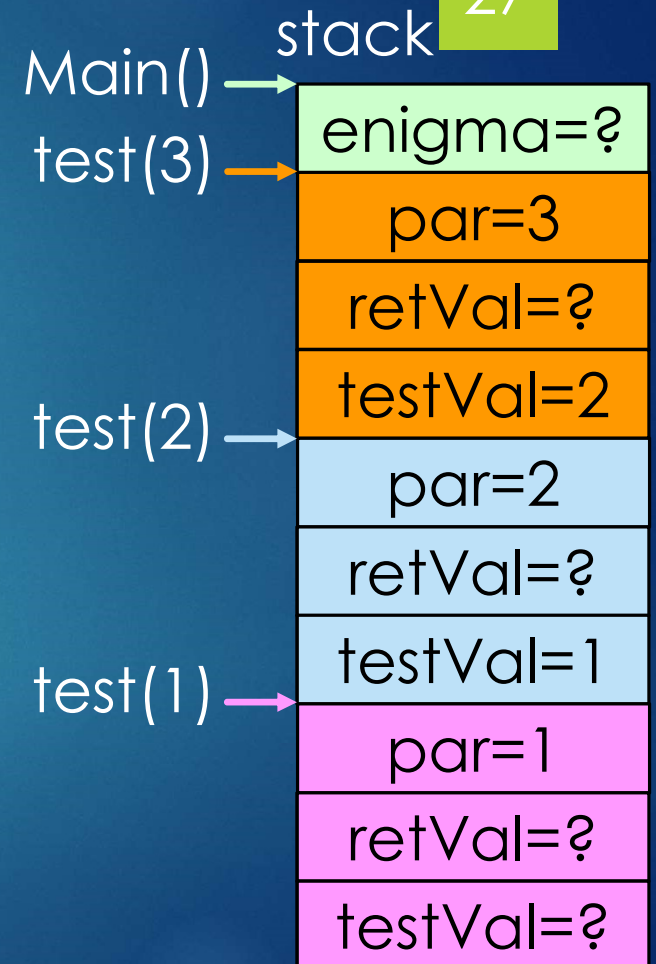 stack
Main()
enigma=?
test(3)
par=3
retVal=?
testVal=2
test(2)
par=2
retVal=?
testVal=1
test(1)
par=1
retVal=?
testVal=?